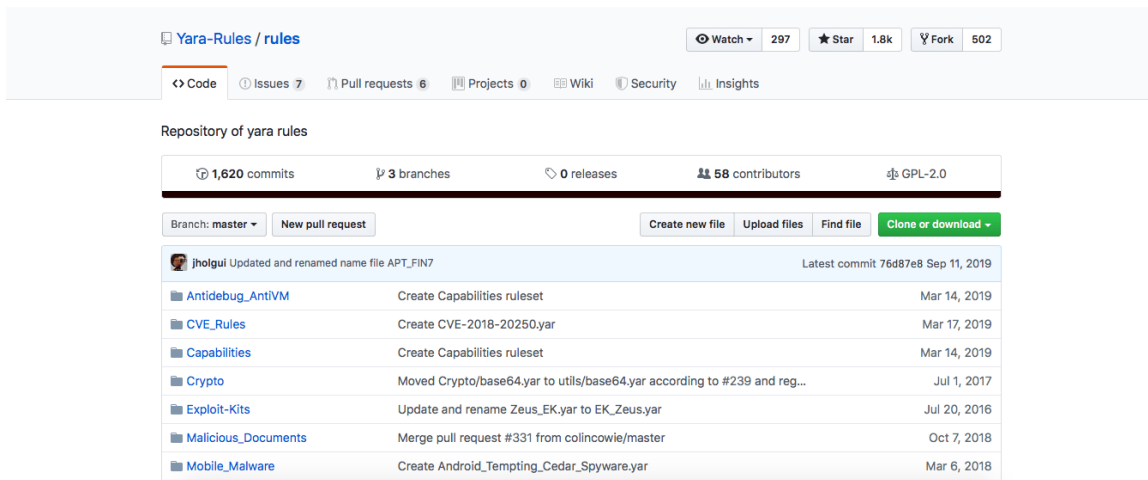 Yara-Rules / rules
Watch 297 Star 1.8k Fork 502
Code Issues 7 Pull requests 6 Projects 0 Wiki Security Insights
Repository of yara rules
1,620 commits 3 branches 0 releases 58 contributors GPL-2.0
Branch: master New pull request Create new file Upload files Find file Clone or download
jholgui Updated and renamed name file APT_FIN7 Latest commit 76d87e8 Sep 11, 2019
Antidebug_AntiVM Create Capabilities ruleset Mar 14, 2019
CVE_Rules Create CVE-2018-20250.yar Mar 17, 2019
Capabilities Create Capabilities ruleset Mar 14, 2019
Crypto Moved Crypto/base64.yar to utils/base64.yar according to #239 and reg... Jul 1, 2017
Exploit-Kits Update and rename Zeus_EK.yar to EK_Zeus.yar Jul 20, 2016
Malicious_Documents Merge pull request #331 from colincowie/master Oct 7, 2018
Mobile_Malware Create Android_Tempting_Cedar_Spyware.yar Mar 6, 2018